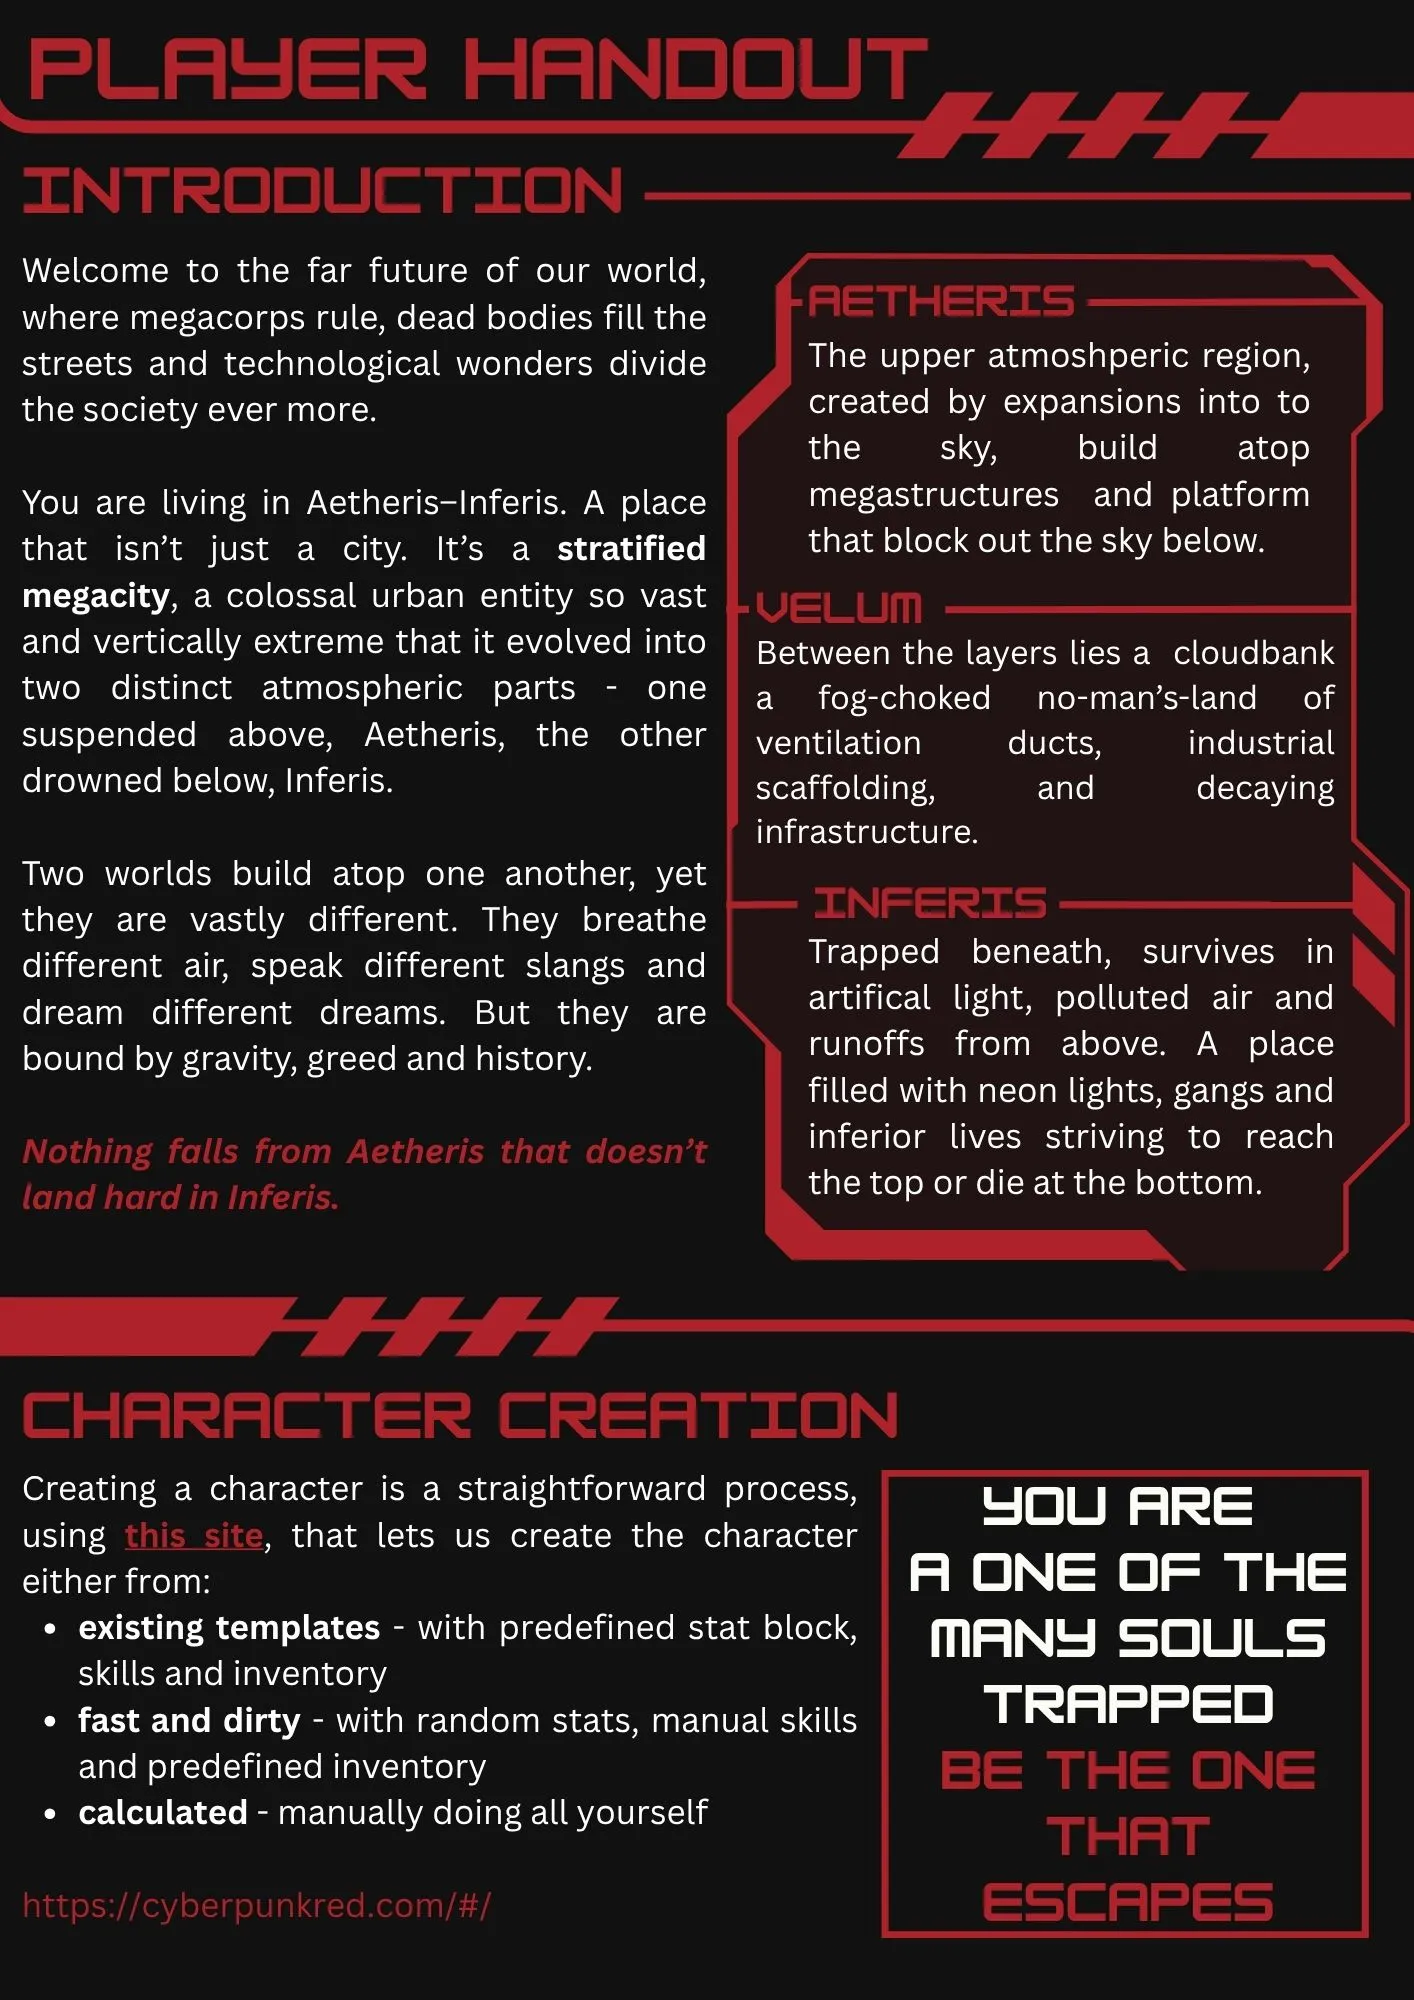 PLAYER HANDOUT
INTRODUCTION
Welcome to the far future of our world,
where megacorps rule, dead bodies fill the
streets and technological wonders divide
the society ever more.
You are living in Aetheris–Inferis. A place
that isn’t just a city. It’s a stratified
megacity, a colossal urban entity so vast
and vertically extreme that it evolved into
two distinct atmospheric parts - one
suspended above, Aetheris, the other
drowned below, Inferis.
Two worlds build atop one another, yet
they are vastly different. They breathe
different air, speak different slangs and
dream different dreams. But they are
bound by gravity, greed and history.
Nothing falls from Aetheris that doesn’t
land hard in Inferis.
AETHERIS
The upper atmoshperic region,
created by expansions into to
the sky, build atop
megastructures and platform
that block out the sky below.
VELUM
Between the layers lies a cloudbank
a fog-choked no-man’s-land of
ventilation ducts, industrial
scaffolding, and decaying
infrastructure.
INFERIS
Trapped beneath, survives in
artifical light, polluted air and
runoffs from above. A place
filled with neon lights, gangs and
inferior lives striving to reach
the top or die at the bottom.
CHARACTER CREATION
Creating a character is a straightforward process,
using this site, that lets us create the character
either from:
• existing templates - with predefined stat block,
skills and inventory
• fast and dirty - with random stats, manual skills
and predefined inventory
• calculated - manually doing all yourself
https://cyberpunkred.com/#/
YOU ARE
A ONE OF THE
MANY SOULS
TRAPPED
BE THE ONE
THAT
ESCAPES